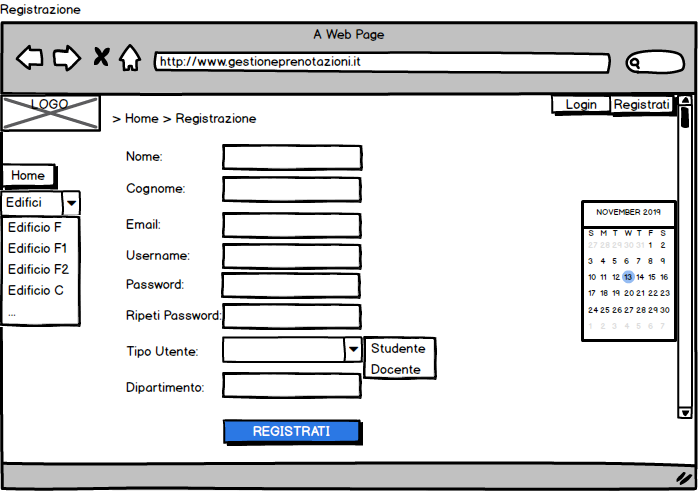 Registrazione
A Web Page
http://www.gestioneprenotazioni.it
LOGO
Login
Registrati
> Home > Registrazione
Home
Edifici
Edificio F
Edificio F1
Edificio F2
Edificio C
...
Nome:
Cognome:
Email:
Username:
Password:
Ripeti Password:
Tipo Utente:
Studente
Docente
Dipartimento:
REGISTRATI
NOVEMBER 2019
S M T W T F S
27 28 29 30 31 1 2
3 4 5 6 7 8 9
10 11 12 13 14 15 16
17 18 19 20 21 22 23
24 25 26 27 28 29 30
1 2 3 4 5 6 7